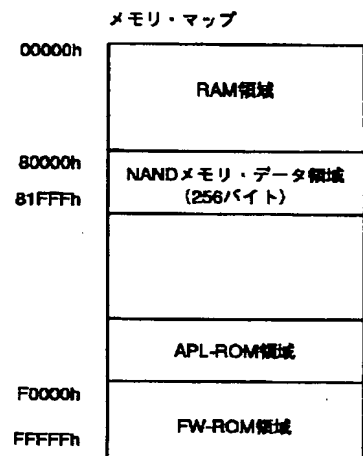 メモリ・マップ
00000h
RAM領域
80000h
NANDメモリ・データ領域
81FFFh
(256バイト)
APL-ROM領域
F0000h
FW-ROM領域
FFFFFh